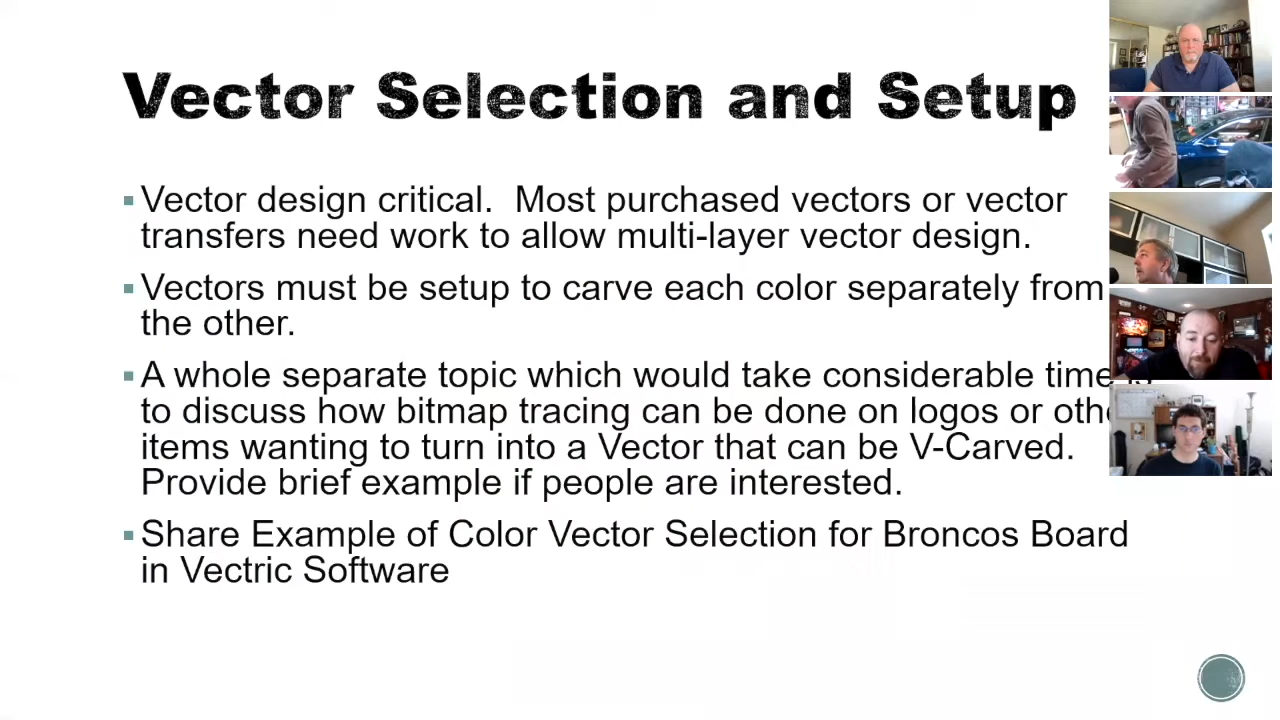 Vector Selection and Setup
Vector design critical.  Most purchased vectors or vector
transfers need work to allow multi-layer vector design.
Vectors must be setup to carve each color separately from
the other.
A whole separate topic which would take considerable time
to discuss how bitmap tracing can be done on logos or
items wanting to turn into a Vector that can be V-Carved.
Provide brief example if people are interested.
Share Example of Color Vector Selection for Broncos Board
in Vectric Software